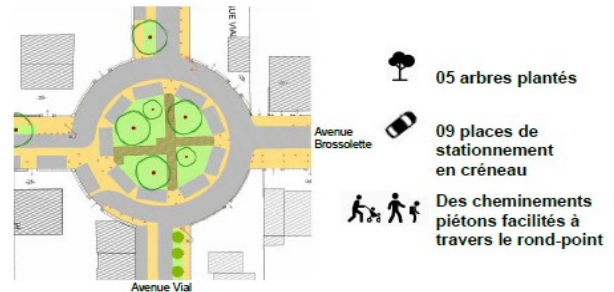 UE VIAL
05 arbres plantés
Avenue
Brossolette
09 places de
stationnement
en créneau
Des cheminements
piétons facilités à
travers le rond-point
Avenue Vial